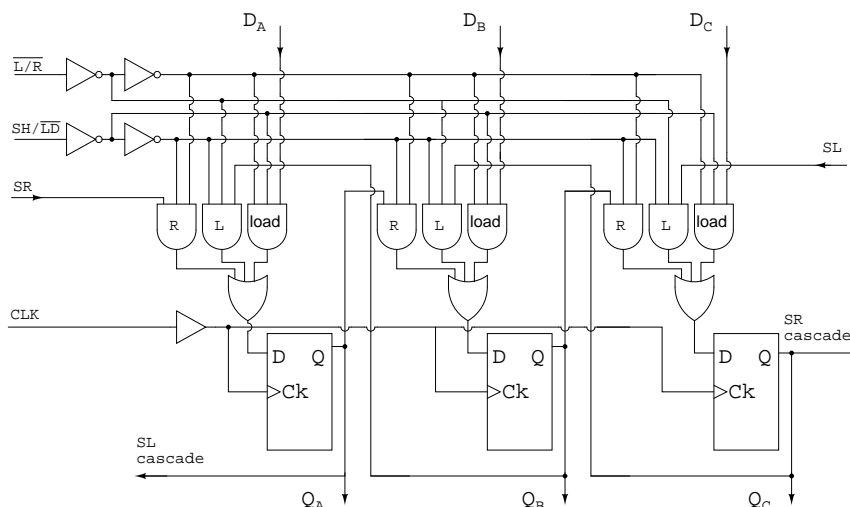 D_A D_B D_C
L̅/̅R̅
SH/L̅D̅
SL
SR
R L load R L load R L load
CLK
SR
cascade
D Q D Q D Q
Ck Ck Ck
SL
cascade
Q_A Q_B Q_C